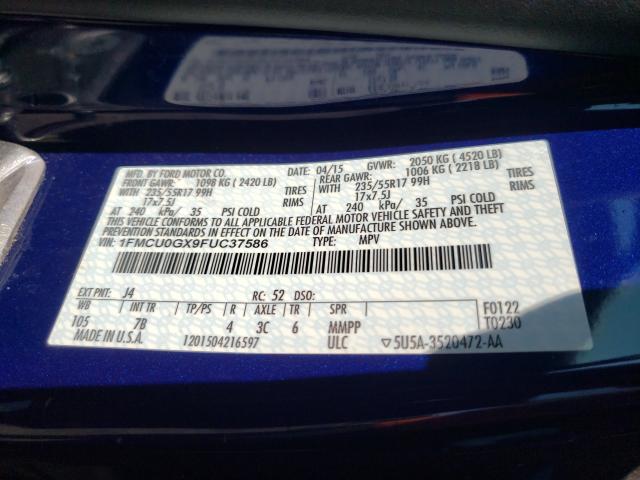 MFD. BY FORD MOTOR CO. DATE: 04/15 GVWR: 2050 KG ( 4520 LB)
FRONT GAWR: 1098 KG ( 2420 LB) REAR GAWR: 1006 KG ( 2218 LB)
WITH WITH
235/55R17 99H TIRES 235/55R17 99H TIRES
17x7.5J RIMS 17x7.5J RIMS
AT 240 kPa/ 35 PSI COLD AT 240 kPa/ 35 PSI COLD
THIS VEHICLE CONFORMS TO ALL APPLICABLE FEDERAL MOTOR VEHICLE SAFETY
AND THEFT PREVENTION STANDARDS IN EFFECT ON THE DATE OF MANUFACTURE SHOWN ABOVE.
VIN: 1FMCU0GX9FUC37586 TYPE: MPV
EXT PNT: J4 RC: 52 DSO:
WB INT TR TP/PS R AXLE TR SPR F0122
105 7B 4 3C 6 MMPP T0230
MADE IN U.S.A. 1201504216597 ULC ▽5U5A-3520472-AA